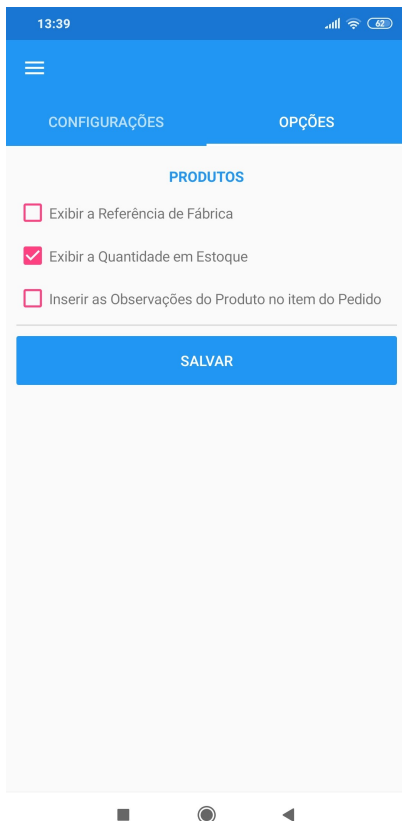 13:39
62
CONFIGURAÇÕES
OPÇÕES
PRODUTOS
Exibir a Referência de Fábrica
Exibir a Quantidade em Estoque
Inserir as Observações do Produto no item do Pedido
SALVAR